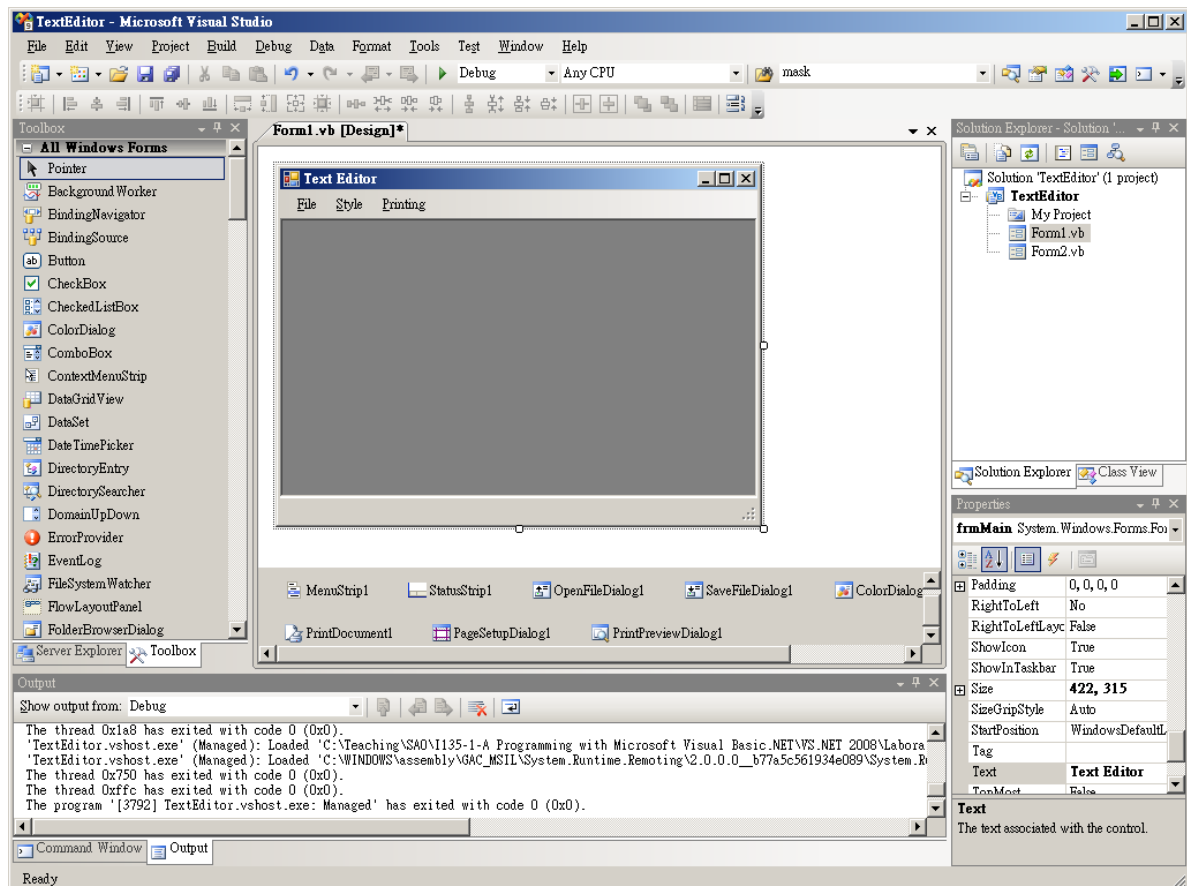 TextEditor - Microsoft Visual Studio
File Edit View Project Build Debug Data Format Tools Test Window Help
Debug Any CPU mask
Toolbox
All Windows Forms
Pointer
BackgroundWorker
BindingNavigator
BindingSource
Button
CheckBox
CheckedListBox
ColorDialog
ComboBox
ContextMenuStrip
DataGridView
DataSet
DateTimePicker
DirectoryEntry
DirectorySearcher
DomainUpDown
ErrorProvider
EventLog
FileSystemWatcher
FlowLayoutPanel
FolderBrowserDialog
Server Explorer Toolbox
Form1.vb [Design]*
Text Editor
File Style Printing
MenuStrip1 StatusStrip1 OpenFileDialog1 SaveFileDialog1 ColorDialog
PrintDocument1 PageSetupDialog1 PrintPreviewDialog1
Solution Explorer - Solution '...
Solution 'TextEditor' (1 project)
TextEditor
My Project
Form1.vb
Form2.vb
Solution Explorer Class View
Properties
frmMain System.Windows.Forms.For
Padding 0, 0, 0, 0
RightToLeft No
RightToLeftLayc False
ShowIcon True
ShowInTaskbar True
Size 422, 315
SizeGripStyle Auto
StartPosition WindowsDefaultL
Tag
Text Text Editor
TopMost False
Text
The text associated with the control.
Output
Show output from: Debug
The thread 0x1a8 has exited with code 0 (0x0).
'TextEditor.vshost.exe' (Managed): Loaded 'C:\Teaching\SAO\I135-1-A Programming with Microsoft Visual Basic.NET\VS.NET 2008\Labora
'TextEditor.vshost.exe' (Managed): Loaded 'C:\WINDOWS\assembly\GAC_MSIL\System.Runtime.Remoting\2.0.0.0__b77a5c561934e089\System.R
The thread 0x750 has exited with code 0 (0x0).
The thread 0xffc has exited with code 0 (0x0).
The program '[3792] TextEditor.vshost.exe: Managed' has exited with code 0 (0x0).
Command Window Output
Ready